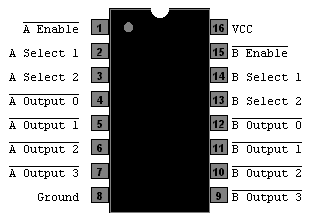 A Enable 1 16 VCC
A Select 1 2 15 B Enable
A Select 2 3 14 B Select 1
A Output 0 4 13 B Select 2
A Output 1 5 12 B Output 0
A Output 2 6 11 B Output 1
A Output 3 7 10 B Output 2
Ground 8 9 B Output 3